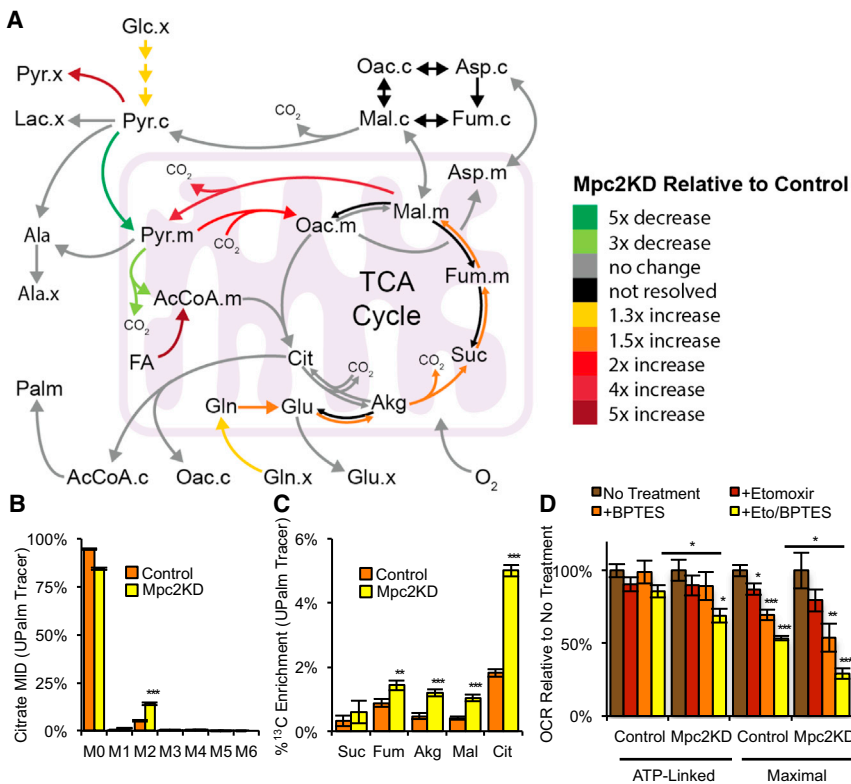 A
Glc.x
Pyr.x
Oac.c
Asp.c
Lac.x
Pyr.c
CO2
Mal.c
Fum.c
Asp.m
CO2
Mpc2KD Relative to Control
5x decrease
3x decrease
no change
not resolved
1.3x increase
1.5x increase
2x increase
4x increase
5x increase
Mal.m
Oac.m
Ala
Pyr.m
CO2
Fum.m
TCA
Cycle
Ala.x
AcCoA.m
CO2
FA
Cit
CO2
CO2
Suc
Palm
Gln
Glu
Akg
AcCoA.c
Oac.c
Gln.x
Glu.x
O2
B
Citrate MID (UPalm Tracer)
100%
75%
50%
25%
0%
Control
Mpc2KD
***
M0 M1 M2 M3 M4 M5 M6
C
%13C Enrichment (UPalm Tracer)
6%
4%
2%
0%
Control
Mpc2KD
** *** *** ***
Suc Fum Akg Mal Cit
D
No Treatment
+Etomoxir
+BPTES
+Eto/BPTES
OCR Relative to No Treatment
100%
50%
0%
* *
* * *** *** ** ***
Control Mpc2KD Control Mpc2KD
ATP-Linked Maximal